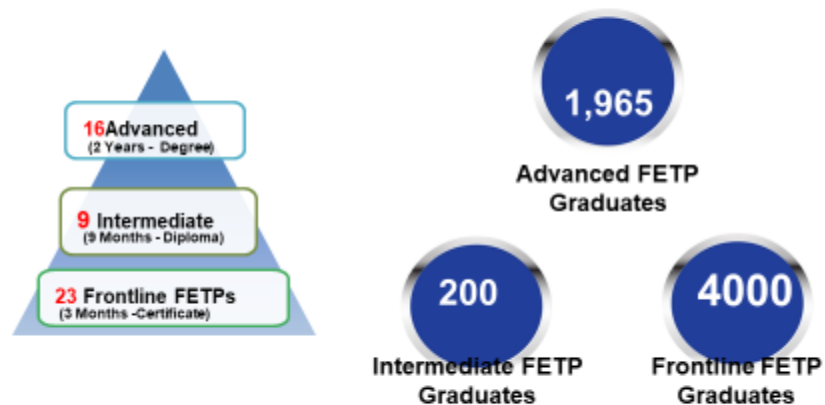 16Advanced
(2 Years - Degree)
9 Intermediate
(9 Months - Diploma)
23 Frontline FETPs
(3 Months -Certificate)
1,965
Advanced FETP
Graduates
200
Intermediate FETP
Graduates
4000
Frontline FETP
Graduates